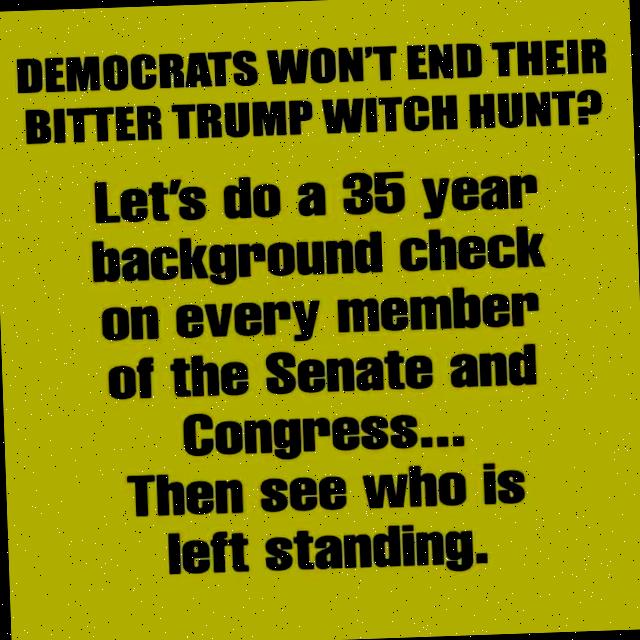 DEMOCRATS WON'T END THEIR
BITTER TRUMP WITCH HUNT?
Let's do a 35 year
background check
on every member
of the Senate and
Congress...
Then see who is
left standing.